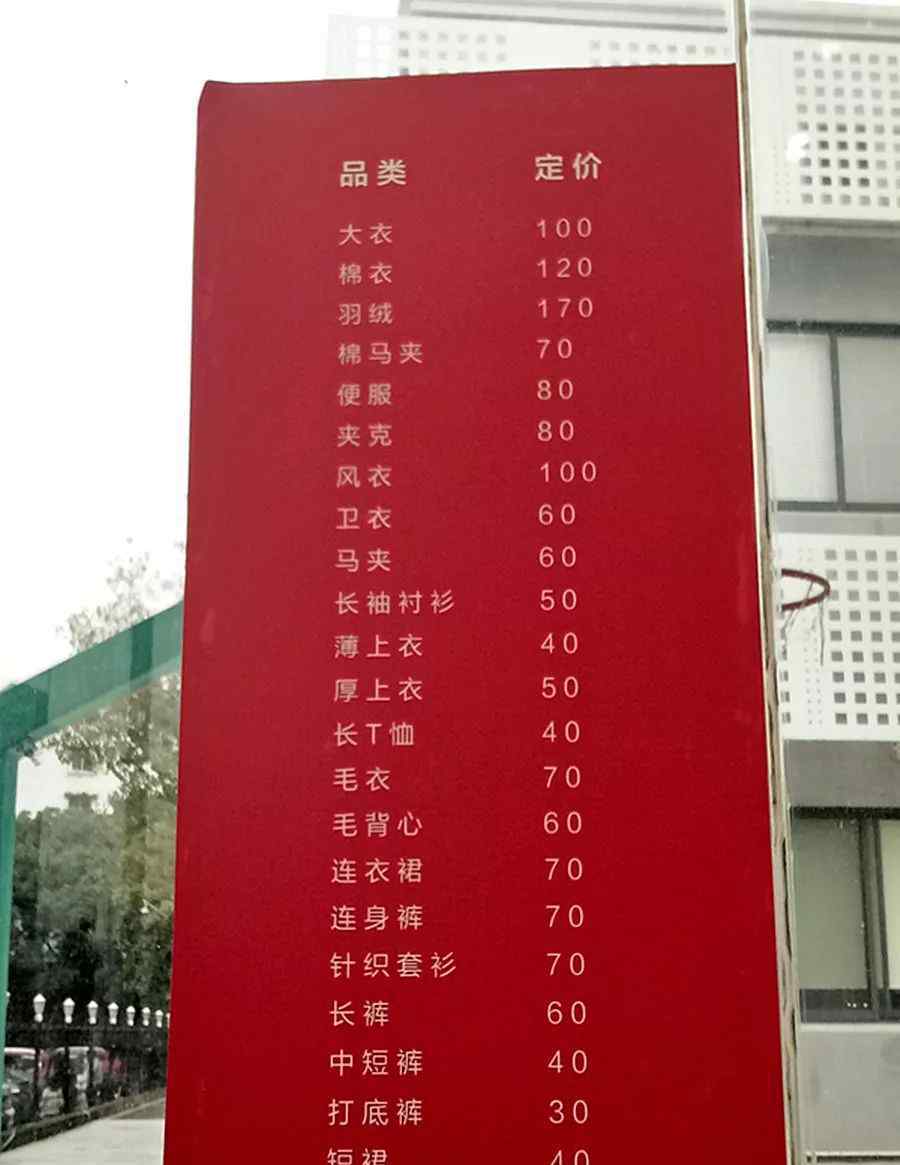 品类 定价
大衣 100
棉衣 120
羽绒 170
棉马夹 70
便服 80
夹克 80
风衣 100
卫衣 60
马夹 60
长袖衬衫 50
薄上衣 40
厚上衣 50
长T恤 40
毛衣 70
毛背心 60
连衣裙 70
连身裤 70
针织套衫 70
长裤 60
中短裤 40
打底裤 30
短裙 40